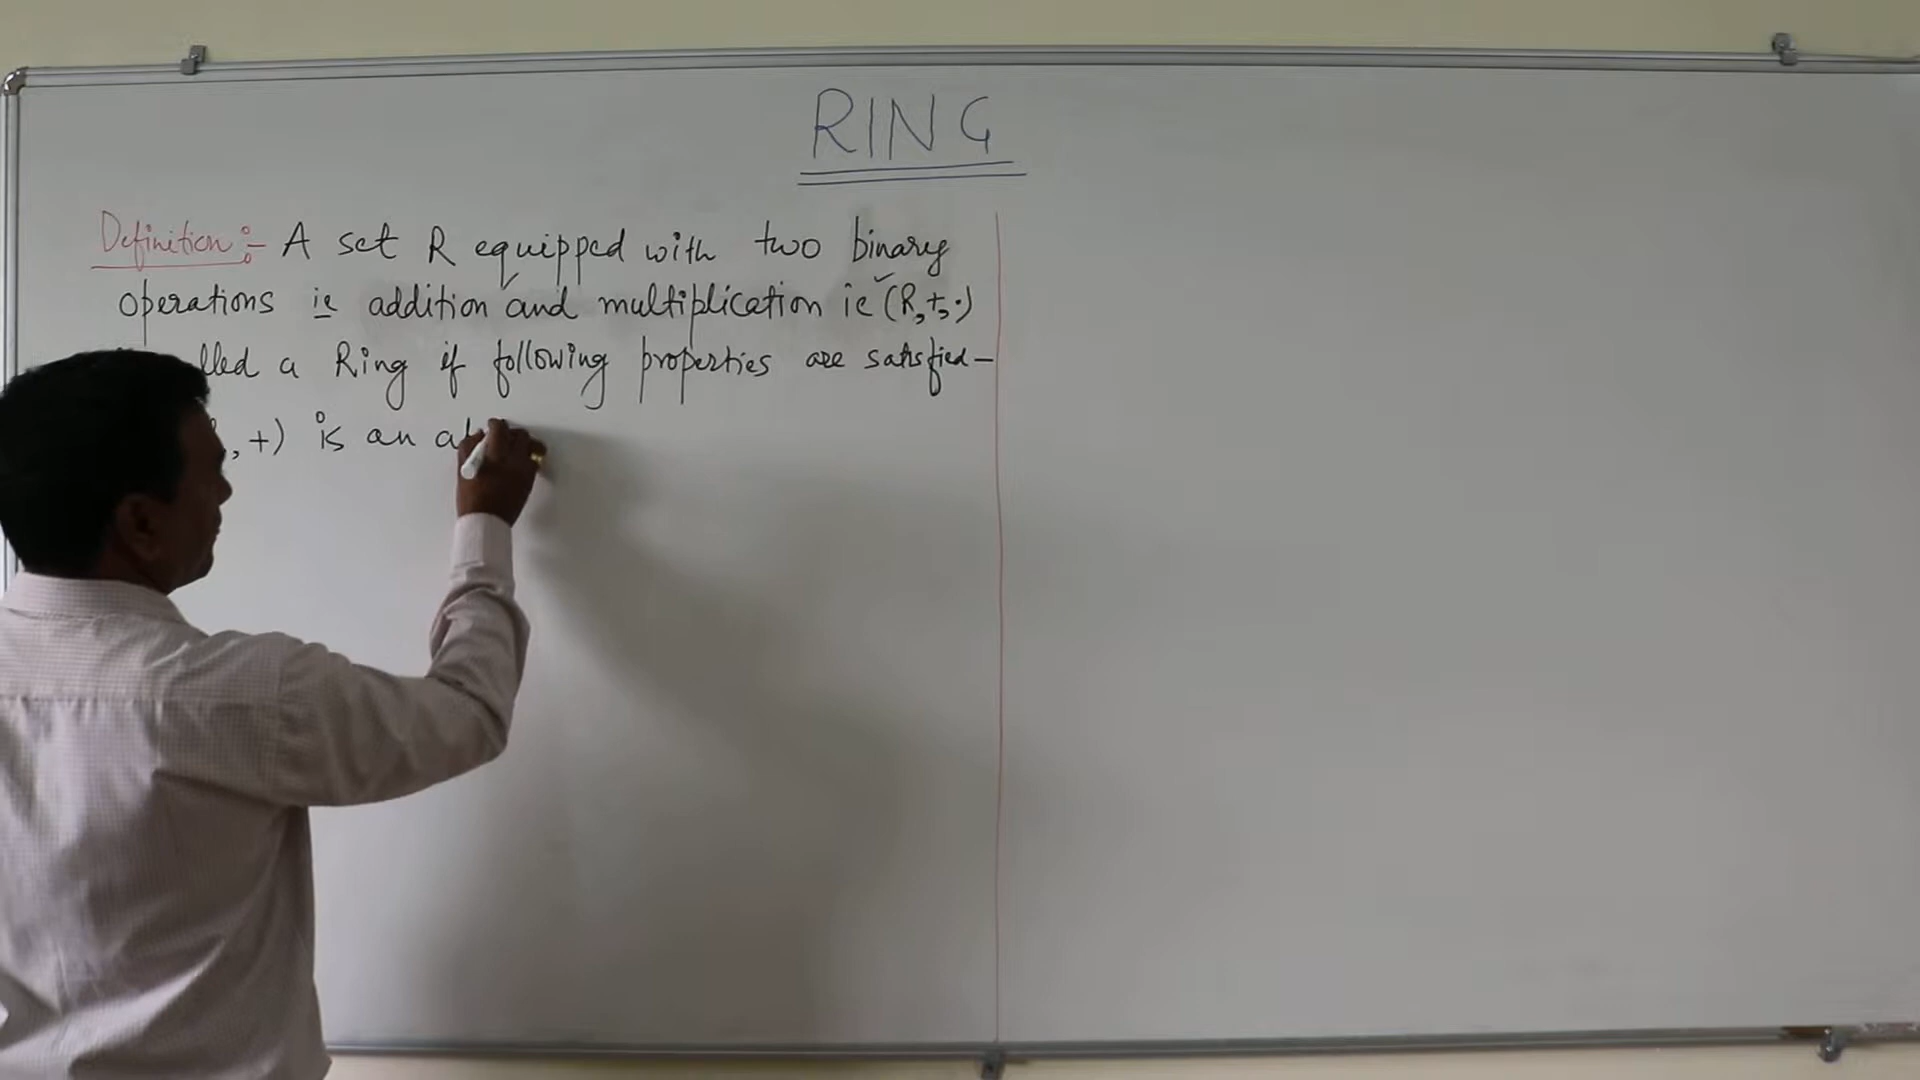 RING
Definition:- A set R equipped with two binary
operations ie addition and multiplication ie (R,+,.)
a Ring if following properties are satisfied-
, +) is an